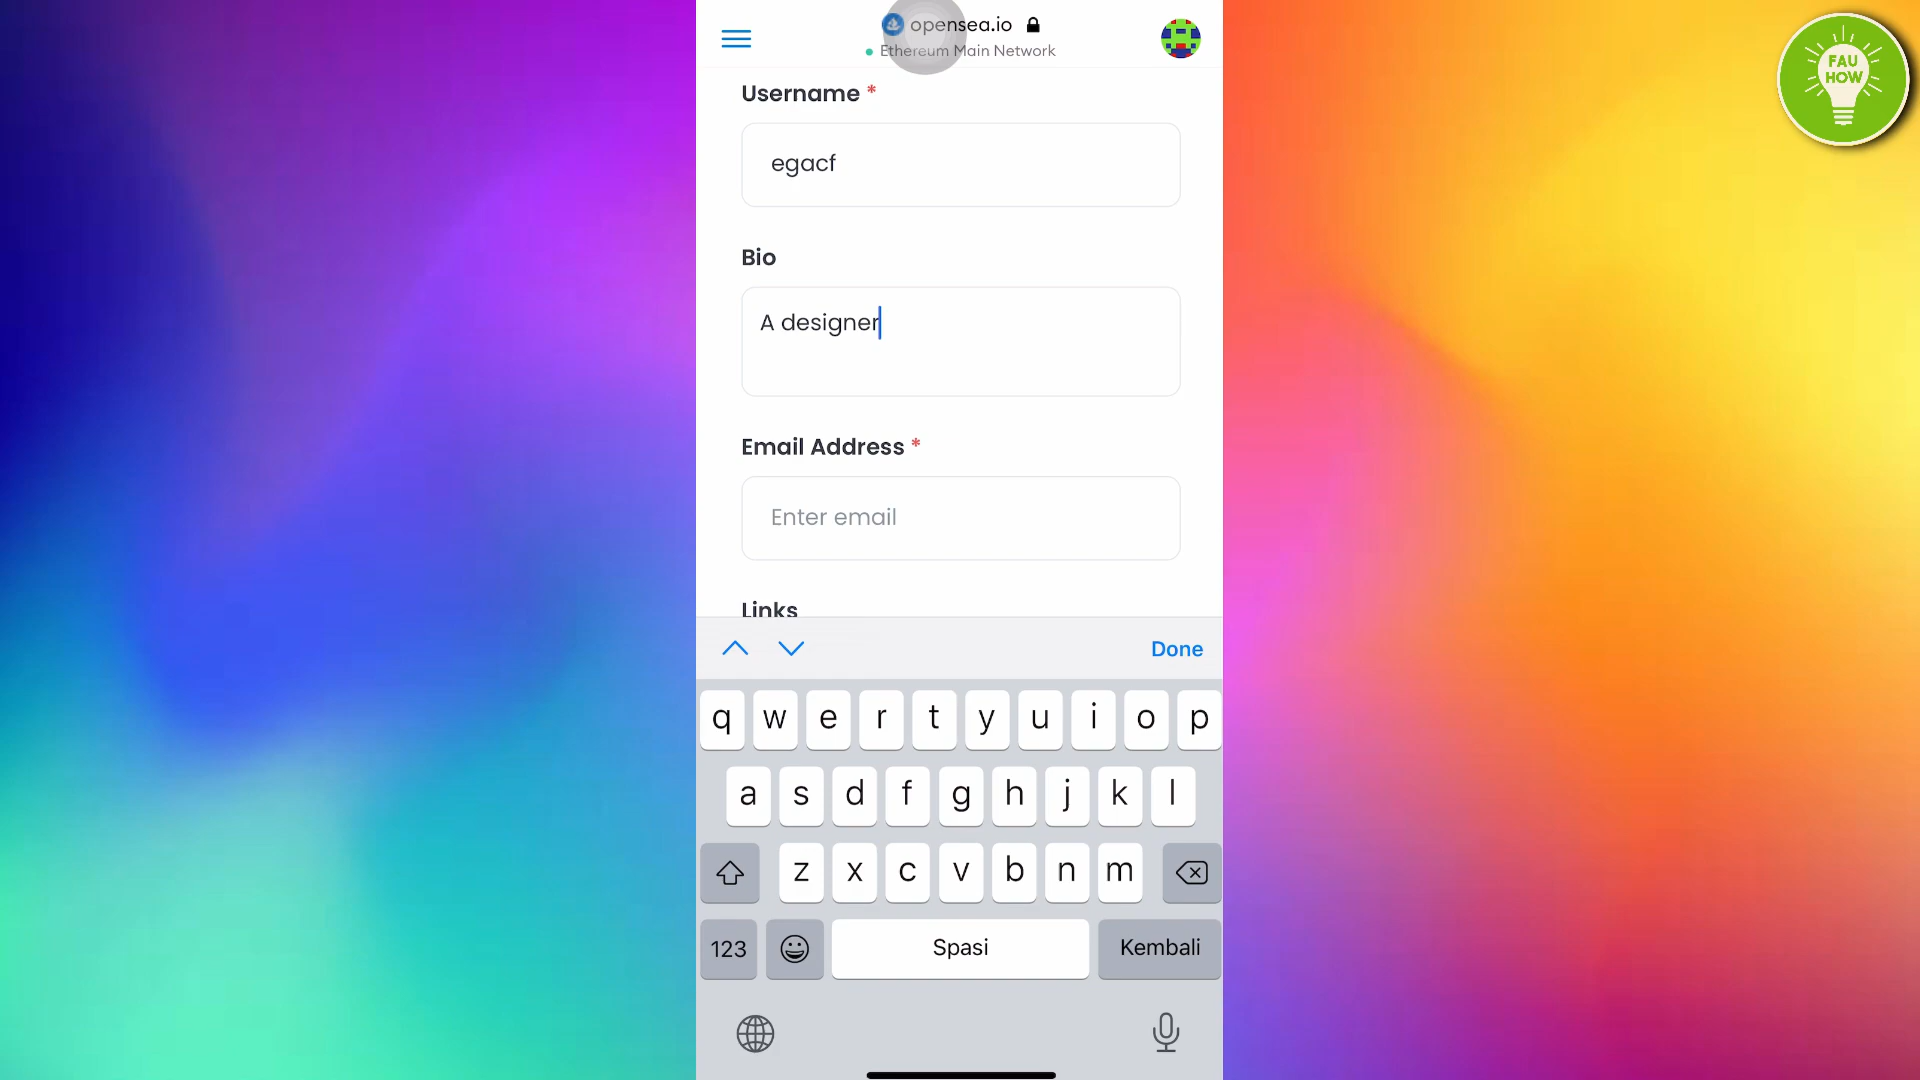 opensea.io
Ethereum Main Network
FAU
HOW
Username *
egacf
Bio
A designer
Email Address *
Enter email
Links
Done
q w e r t y u i o p
a s d f g h j k l
z x c v b n m
123 Spasi Kembali